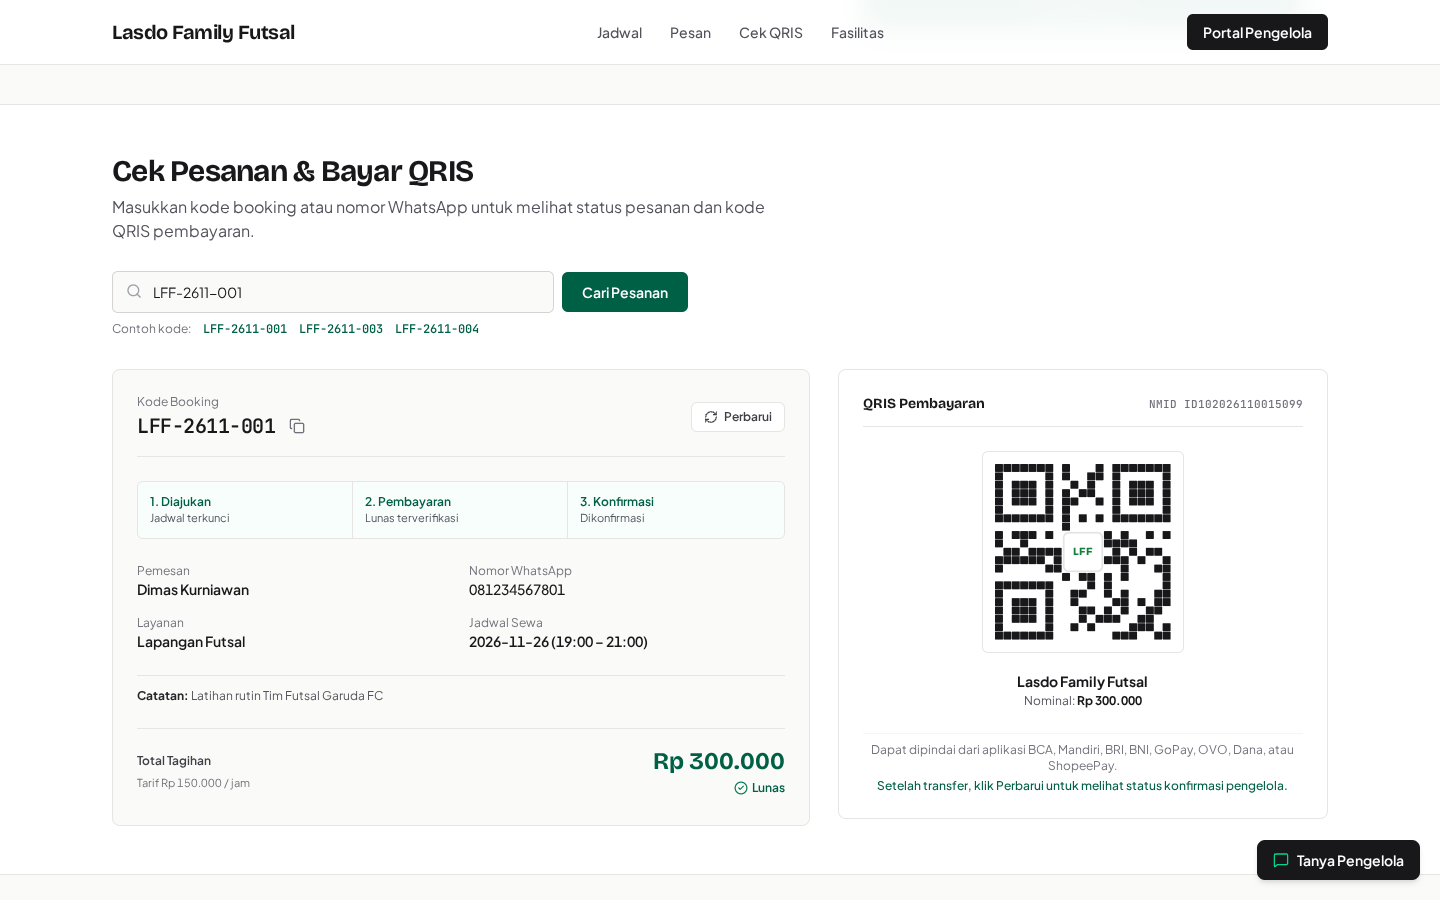 Lasdo Family Futsal
Jadwal
Pesan
Cek QRIS
Fasilitas
Portal Pengelola
Cek Pesanan & Bayar QRIS
Masukkan kode booking atau nomor WhatsApp untuk melihat status pesanan dan kode
QRIS pembayaran.
LFF-2611-001
Cari Pesanan
Contoh kode: LFF-2611-001 LFF-2611-003 LFF-2611-004
Kode Booking
LFF-2611-001
Perbarui
1. Diajukan
Jadwal terkunci
2. Pembayaran
Lunas terverifikasi
3. Konfirmasi
Dikonfirmasi
Pemesan
Dimas Kurniawan
Nomor WhatsApp
081234567801
Layanan
Lapangan Futsal
Jadwal Sewa
2026-11-26 (19:00 – 21:00)
Catatan: Latihan rutin Tim Futsal Garuda FC
Total Tagihan
Tarif Rp 150.000 / jam
Rp 300.000
Lunas
QRIS Pembayaran
NMID ID102026110015099
LFF
Lasdo Family Futsal
Nominal: Rp 300.000
Dapat dipindai dari aplikasi BCA, Mandiri, BRI, BNI, GoPay, OVO, Dana, atau
ShopeePay.
Setelah transfer, klik Perbarui untuk melihat status konfirmasi pengelola.
Tanya Pengelola